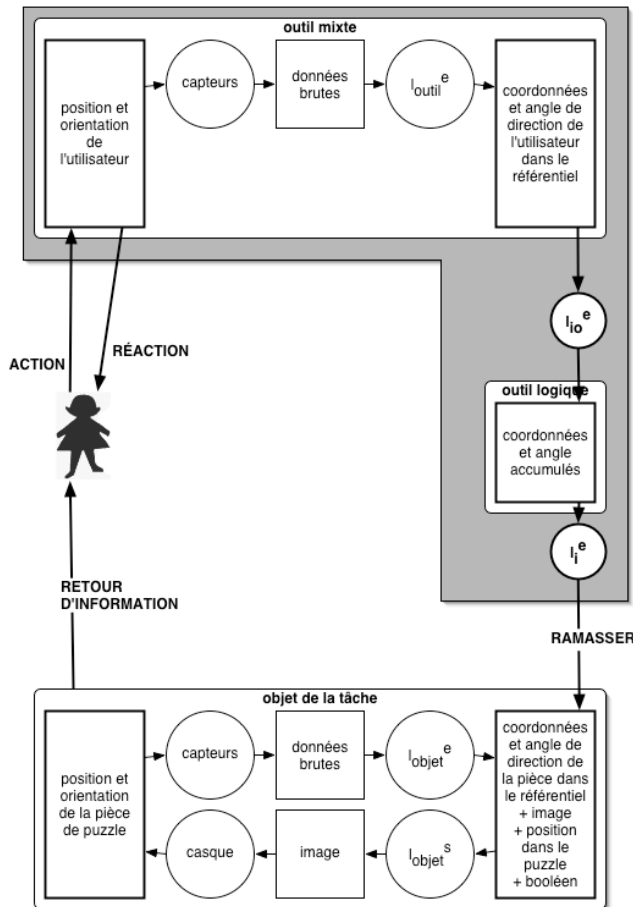 outil mixte
position et
orientation
de
l'utilisateur
capteurs
données
brutes
l outil e
coordonnées
et angle de
direction de
l'utilisateur
dans le
référentiel
ACTION
RÉACTION
l io e
outil logique
coordonnées
et angle
accumulés
l i e
RETOUR
D'INFORMATION
RAMASSER
objet de la tâche
position et
orientation
de la pièce
de puzzle
capteurs
données
brutes
l objet e
casque
image
l objet s
coordonnées
et angle de
direction de
la pièce dans
le référentiel
+ image
+ position
dans le
puzzle
+ booléen